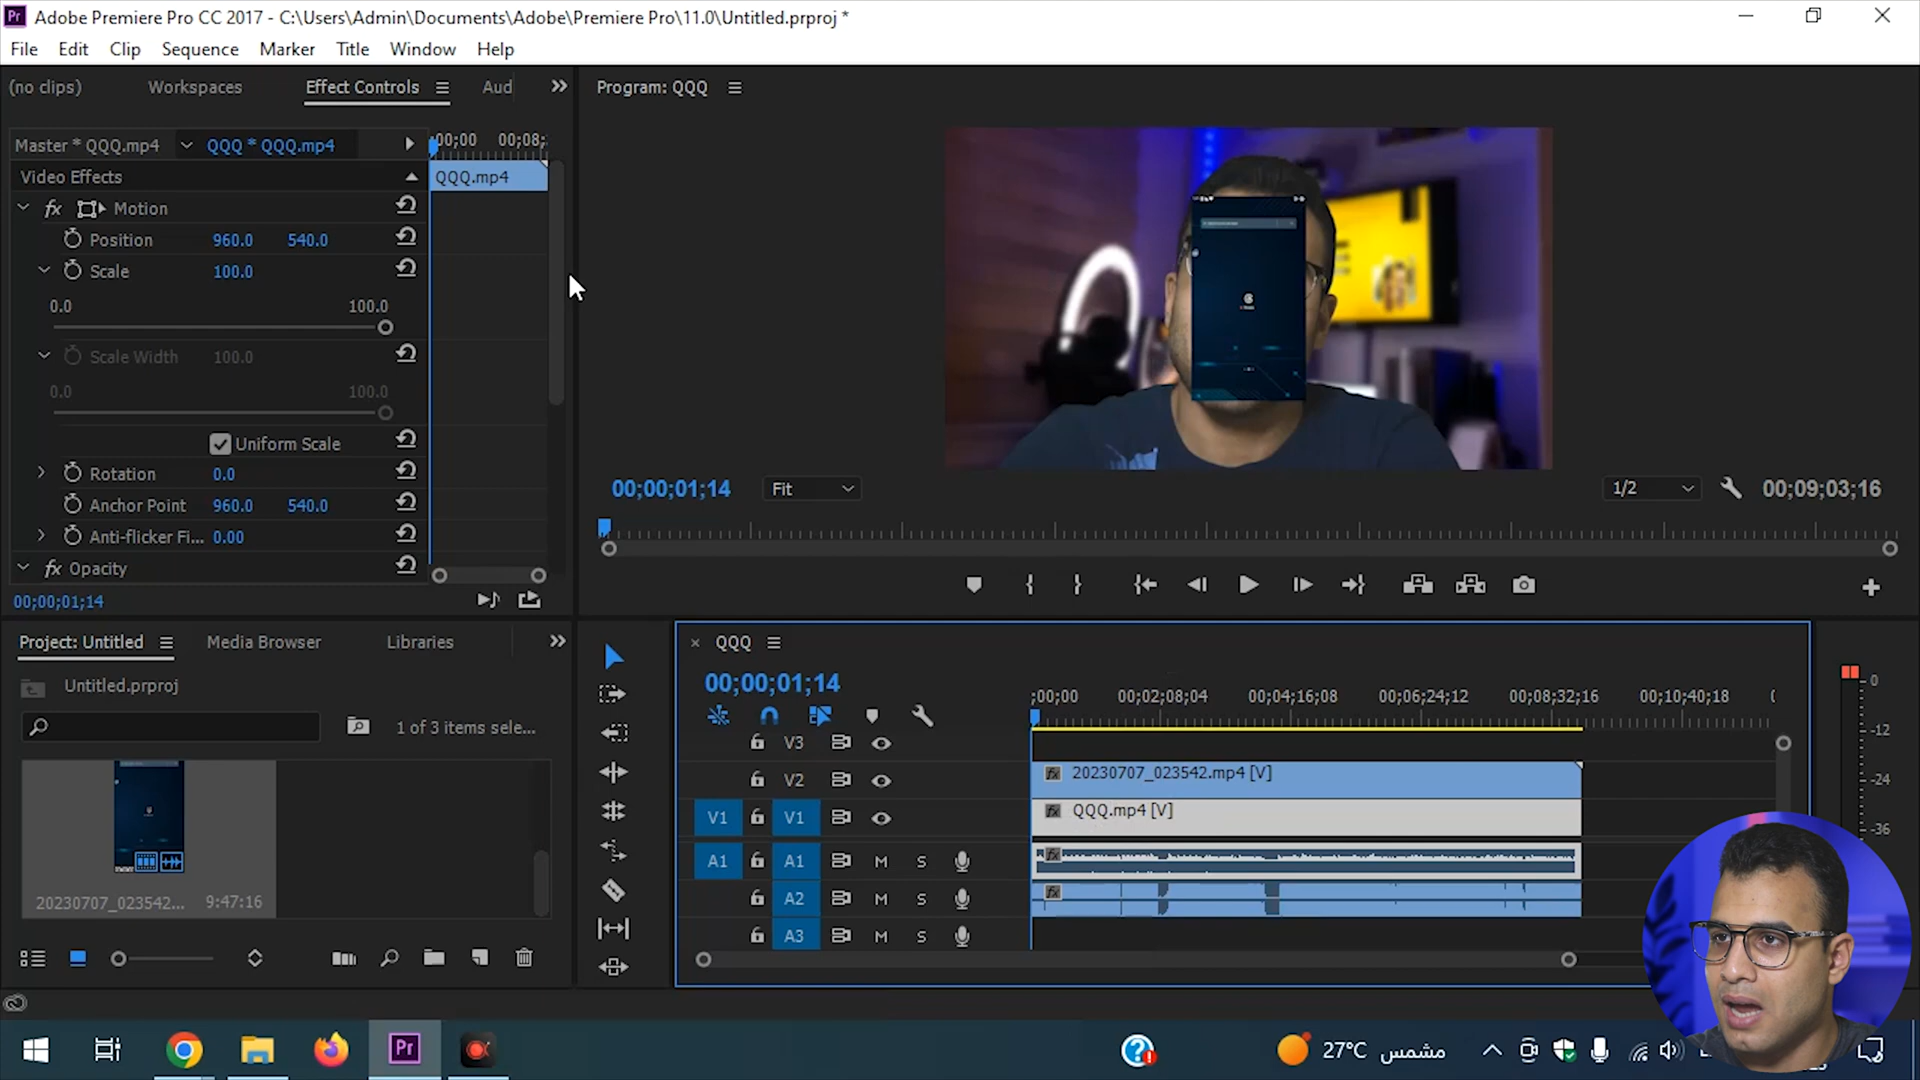 Adobe Premiere Pro CC 2017 - C:\Users\Admin\Documents\Adobe\Premiere Pro\11.0\Untitled.prproj *
File Edit Clip Sequence Marker Title Window Help
(no clips) Workspaces Effect Controls Aud
Program: QQQ
Master * QQQ.mp4 QQQ * QQQ.mp4
;00;00 00;08;
Video Effects
QQQ.mp4
fx Motion
Position 960.0 540.0
Scale 100.0
0.0 100.0
Scale Width 100.0
0.0 100.0
Uniform Scale
Rotation 0.0
Anchor Point 960.0 540.0
Anti-flicker Fi... 0.00
fx Opacity
00;00;01;14
00;00;01;14 Fit 1/2 00;09;03;16
Project: Untitled Media Browser Libraries
Untitled.prproj
1 of 3 items sele...
20230707_023542... 9:47:16
QQQ
00;00;01;14
;00;00 00;02;08;04 00;04;16;08 00;06;24;12 00;08;32;16 00;10;40;18
V3
V2
20230707_023542.mp4 [V]
V1 V1
QQQ.mp4 [V]
A1 A1 M S
A2 M S
A3 M S
0
-12
-24
-36
Pr
27°C مشمس